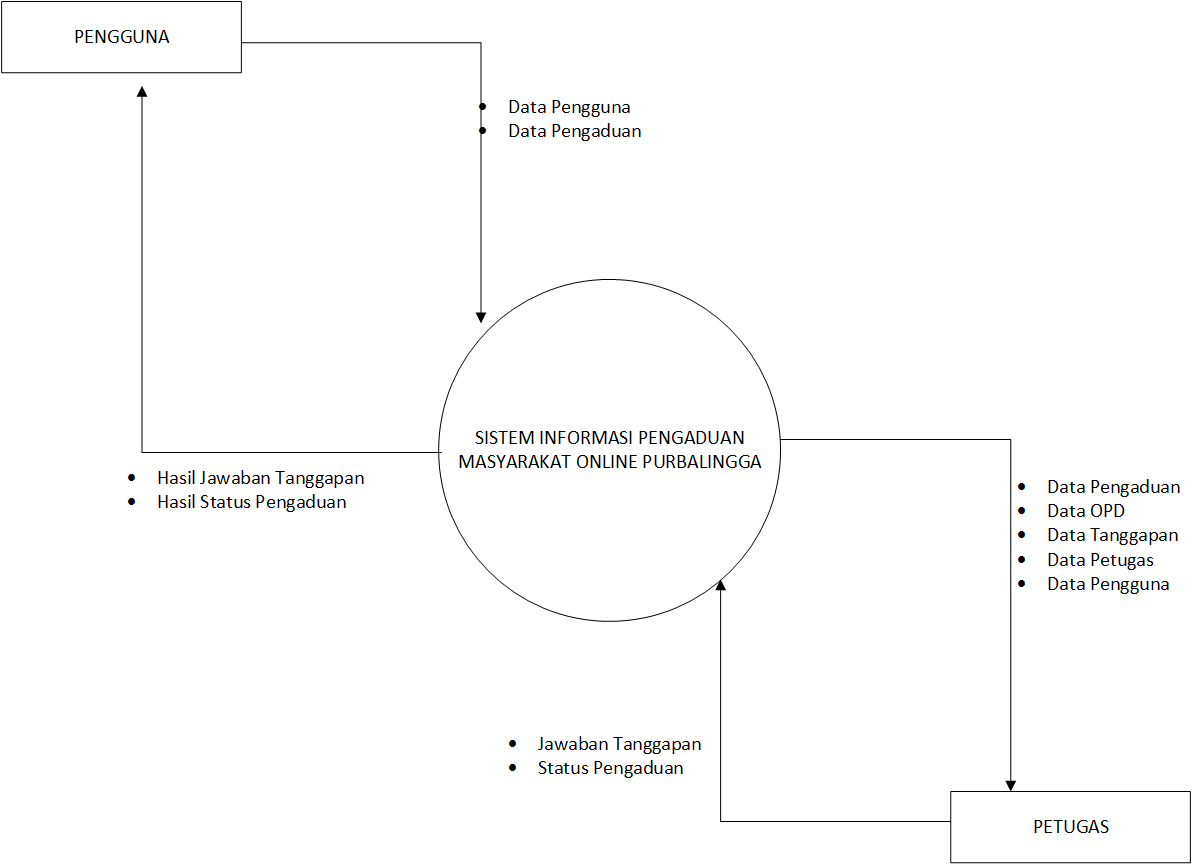 PENGGUNA
• Data Pengguna
• Data Pengaduan
SISTEM INFORMASI PENGADUAN
MASYARAKAT ONLINE PURBALINGGA
• Hasil Jawaban Tanggapan
• Hasil Status Pengaduan
• Data Pengaduan
• Data OPD
• Data Tanggapan
• Data Petugas
• Data Pengguna
• Jawaban Tanggapan
• Status Pengaduan
PETUGAS